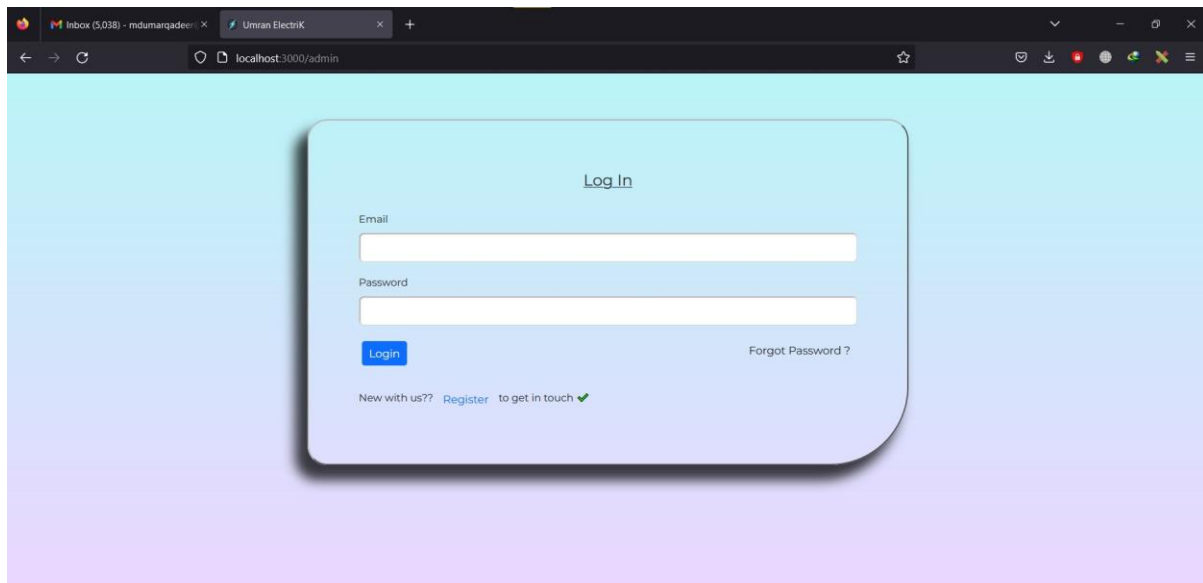 Inbox (5,038) - mdumarqadeer
Umran ElectriK
localhost:3000/admin
Log In
Email
Password
Login
Forgot Password ?
New with us?? Register to get in touch